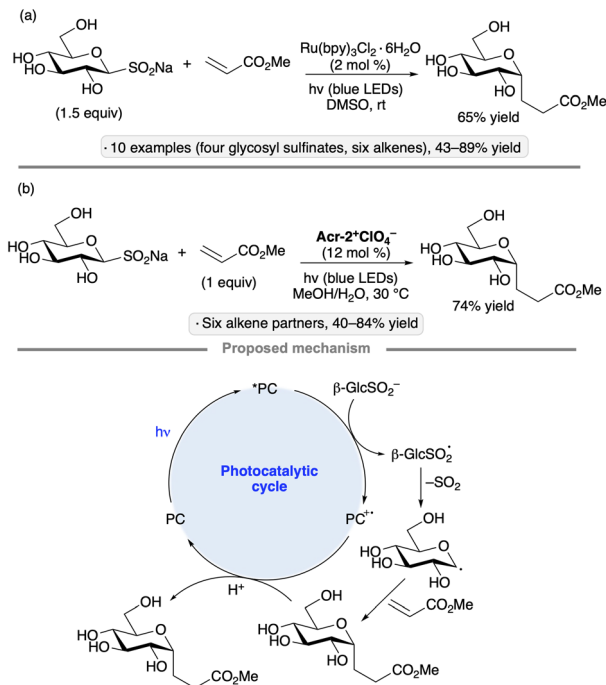 (a)
OH
HO
HO
O
HO
SO2Na
(1.5 equiv)
+
CO2Me
Ru(bpy)3Cl2 · 6H2O
(2 mol %)
hv (blue LEDs)
DMSO, rt
OH
HO
HO
O
HO
CO2Me
65% yield
· 10 examples (four glycosyl sulfinates, six alkenes), 43–89% yield
(b)
OH
HO
HO
O
HO
SO2Na
+
CO2Me
(1 equiv)
Acr-2⁺ClO4⁻
(12 mol %)
hv (blue LEDs)
MeOH/H2O, 30 °C
OH
HO
HO
O
HO
CO2Me
74% yield
· Six alkene partners, 40–84% yield
Proposed mechanism
*PC
β-GlcSO2⁻
hν
β-GlcSO2•
Photocatalytic
cycle
–SO2
PC
PC⁺•
OH
HO
HO
O
HO
•
H⁺
CO2Me
OH
HO
HO
O
HO
CO2Me
OH
HO
HO
O
HO
CO2Me